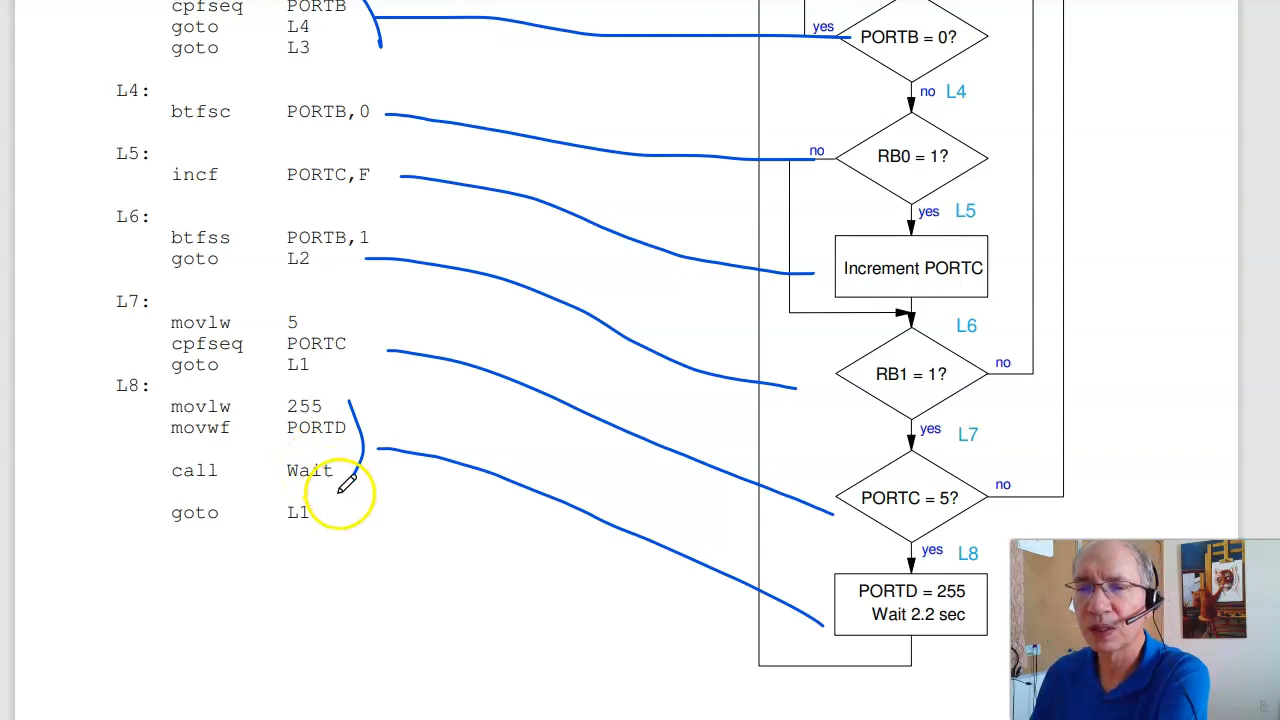 cpfseq PORTB
goto L4
goto L3
L4:
btfsc PORTB,0
L5:
incf PORTC,F
L6:
btfss PORTB,1
goto L2
L7:
movlw 5
cpfseq PORTC
goto L1
L8:
movlw 255
movwf PORTD
call Wait
goto L1
yes
PORTB = 0?
no L4
no
RB0 = 1?
yes L5
Increment PORTC
L6
RB1 = 1?
no
yes L7
PORTC = 5?
no
yes L8
PORTD = 255
Wait 2.2 sec